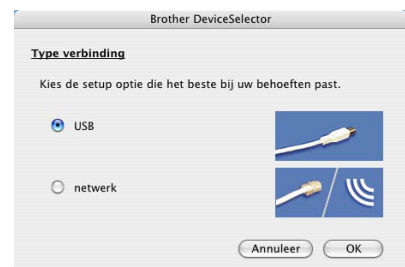 Brother DeviceSelector
Type verbinding
Kies de setup optie die het beste bij uw behoeften past.
USB
netwerk
Annuleer OK